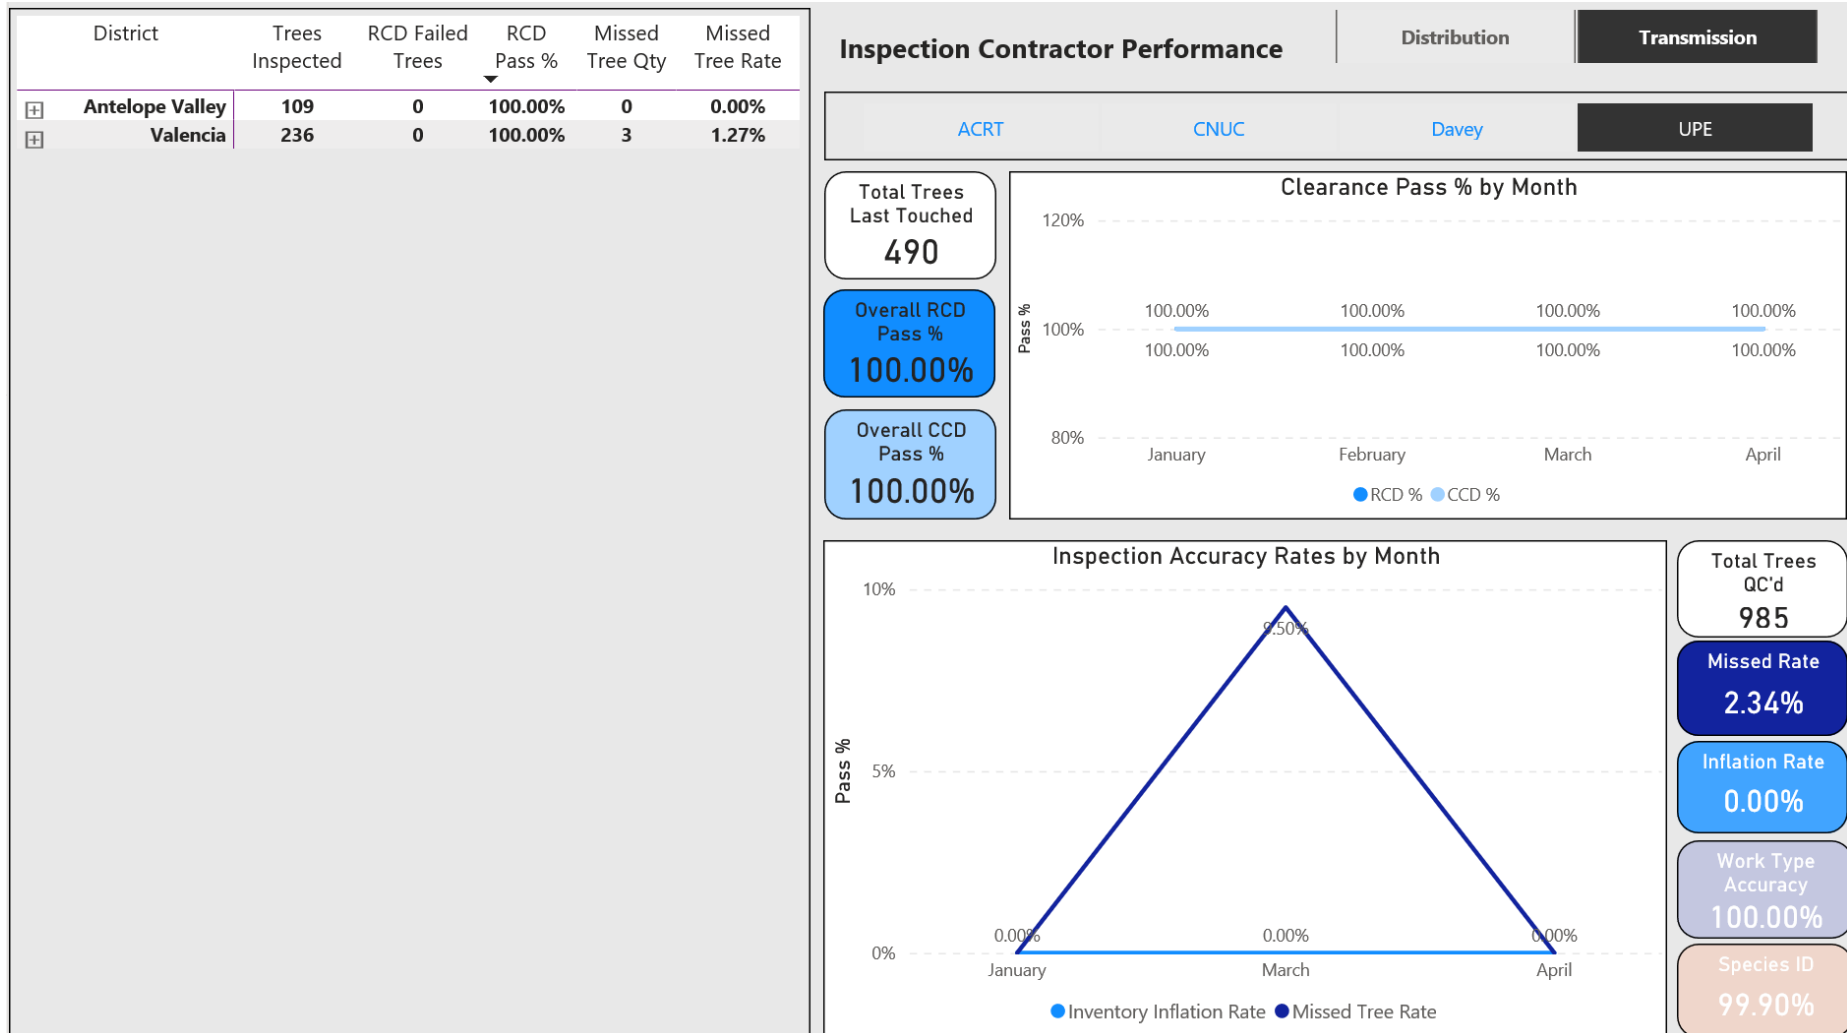 District
Trees Inspected
RCD Failed Trees
RCD Pass %
Missed Tree Qty
Missed Tree Rate
Antelope Valley 109 0 100.00% 0 0.00%
Valencia 236 0 100.00% 3 1.27%
Inspection Contractor Performance
Distribution
Transmission
ACRT
CNUC
Davey
UPE
Total Trees
Last Touched
490
Overall RCD
Pass %
100.00%
Overall CCD
Pass %
100.00%
Clearance Pass % by Month
120%
100%
80%
Pass %
100.00% 100.00% 100.00% 100.00%
100.00% 100.00% 100.00% 100.00%
January February March April
RCD % CCD %
Inspection Accuracy Rates by Month
10%
5%
0%
Pass %
9.50%
0.00% 0.00% 0.00%
January March April
Inventory Inflation Rate Missed Tree Rate
Total Trees
QC'd
985
Missed Rate
2.34%
Inflation Rate
0.00%
Work Type
Accuracy
100.00%
Species ID
99.90%